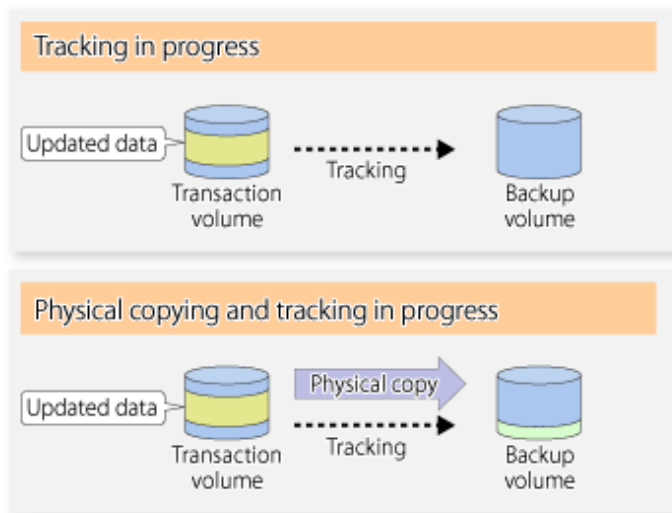 Tracking in progress
Updated data
Tracking
Transaction
volume
Backup
volume
Physical copying and tracking in progress
Physical copy
Updated data
Tracking
Transaction
volume
Backup
volume